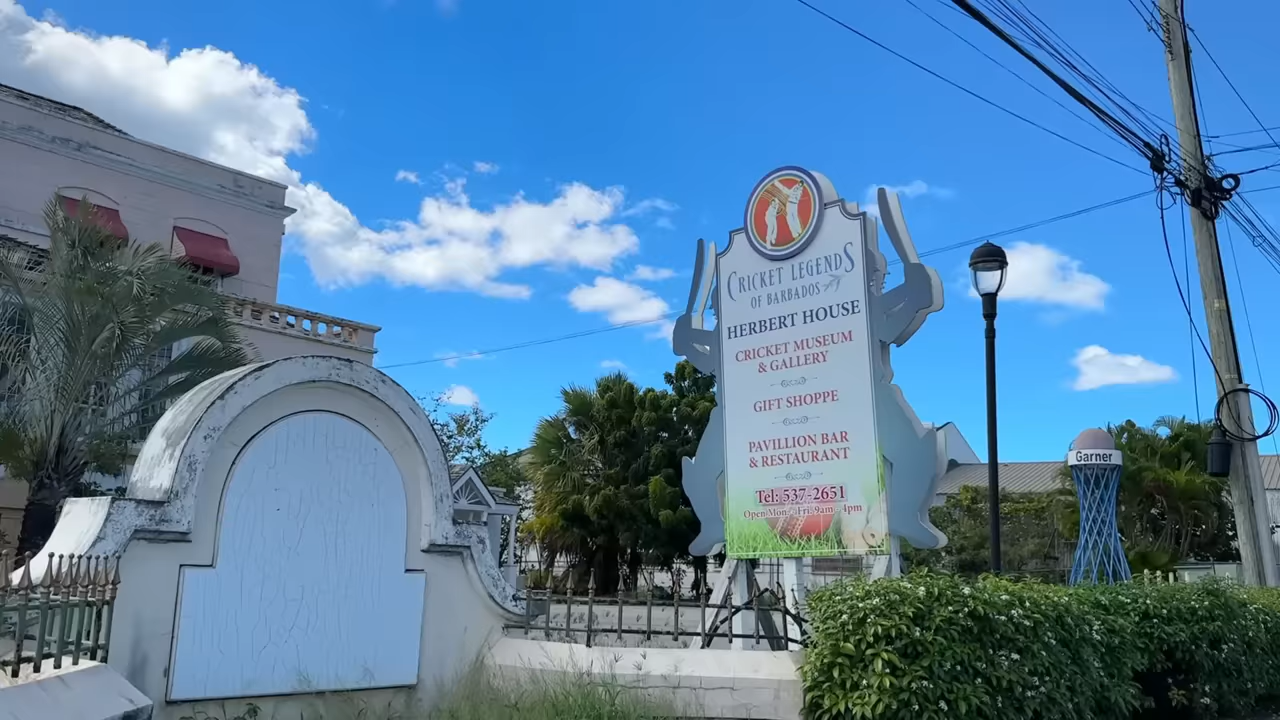 CRICKET LEGENDS
OF BARBADOS
HERBERT HOUSE
CRICKET MUSEUM
& GALLERY
GIFT SHOPPE
PAVILLION BAR
& RESTAURANT
Tel: 537-2651
Open Mon - Fri: 9am - 4pm
Garner